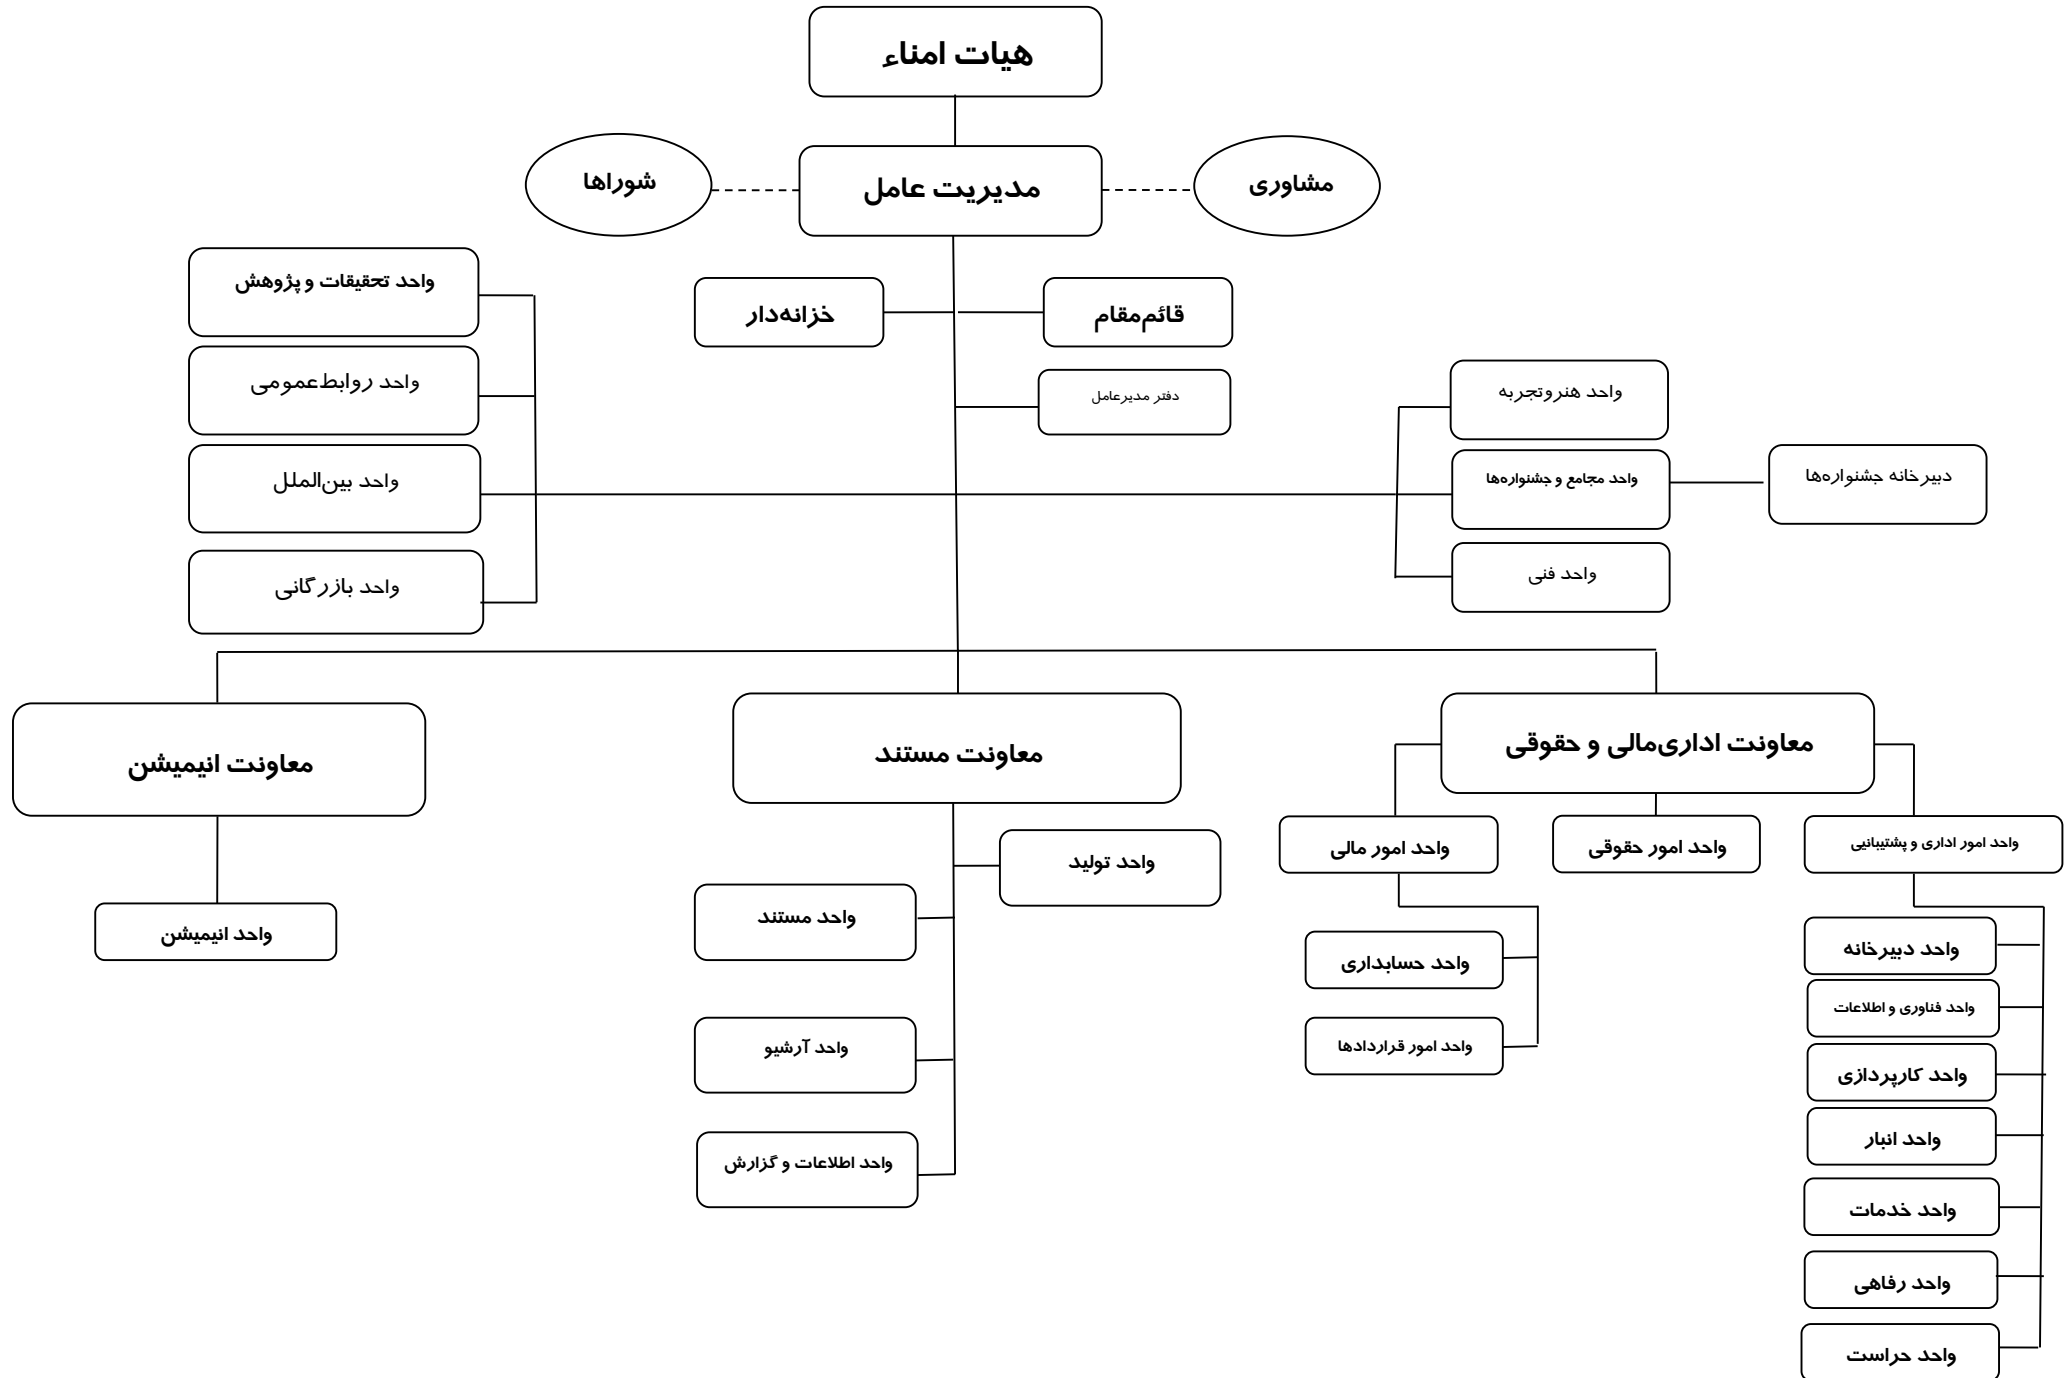 هیات امناء
مشاوری
مدیریت عامل
شوراها
قائم‌مقام
خزانه‌دار
دفتر مدیرعامل
واحد تحقیقات و پژوهش
واحد روابط‌عمومی
واحد بین‌الملل
واحد بازرگانی
واحد هنروتجربه
واحد مجامع و جشنواره‌ها
دبیرخانه جشنواره‌ها
واحد فنی
معاونت اداری‌مالی و حقوقی
معاونت مستند
معاونت انیمیشن
واحد امور اداری و پشتیبانیی
واحد امور حقوقی
واحد امور مالی
واحد دبیرخانه
واحد فناوری و اطلاعات
واحد کارپردازی
واحد انبار
واحد خدمات
واحد رفاهی
واحد حراست
واحد حسابداری
واحد امور قراردادها
واحد تولید
واحد مستند
واحد آرشیو
واحد اطلاعات و گزارش
واحد انیمیشن